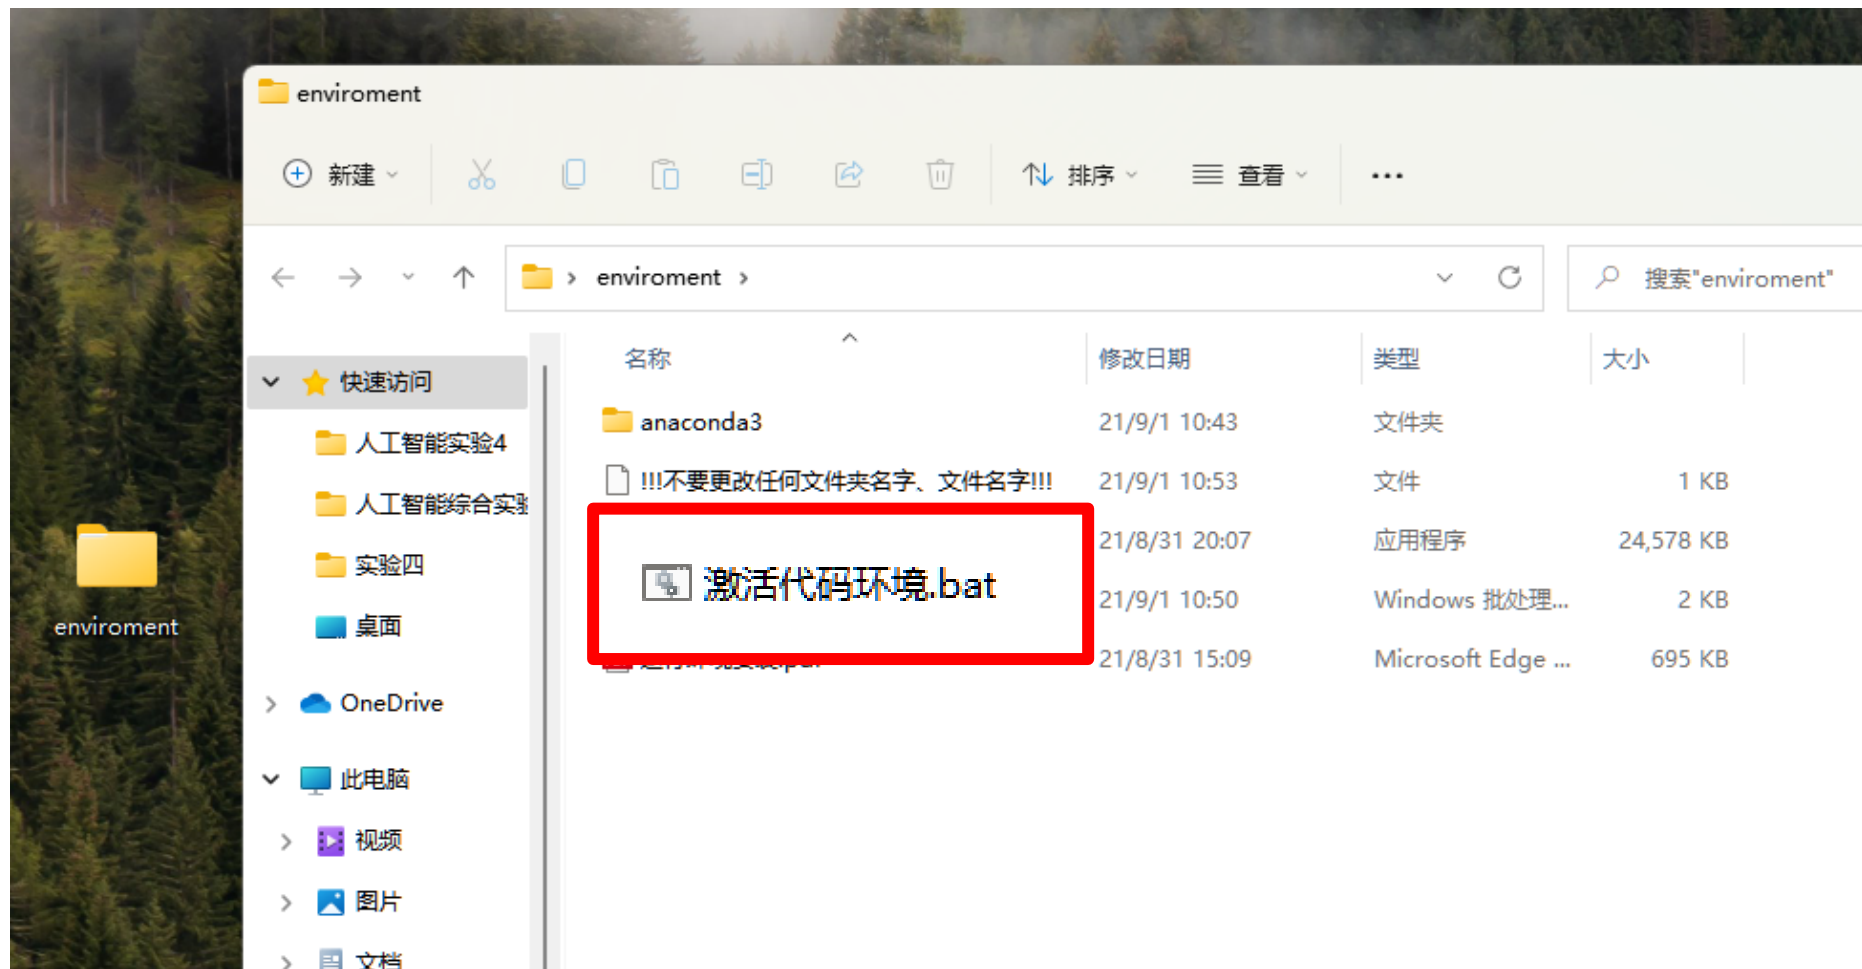 enviroment
新建
排序
查看
enviroment
搜索"enviroment"
名称 修改日期 类型 大小
快速访问
人工智能实验4
人工智能综合实
实验四
桌面
OneDrive
此电脑
视频
图片
文档
anaconda3 21/9/1 10:43 文件夹
!!!不要更改任何文件夹名字、文件名字!!! 21/9/1 10:53 文件 1 KB
21/8/31 20:07 应用程序 24,578 KB
激活代码环境.bat
21/9/1 10:50 Windows 批处理... 2 KB
21/8/31 15:09 Microsoft Edge ... 695 KB
enviroment